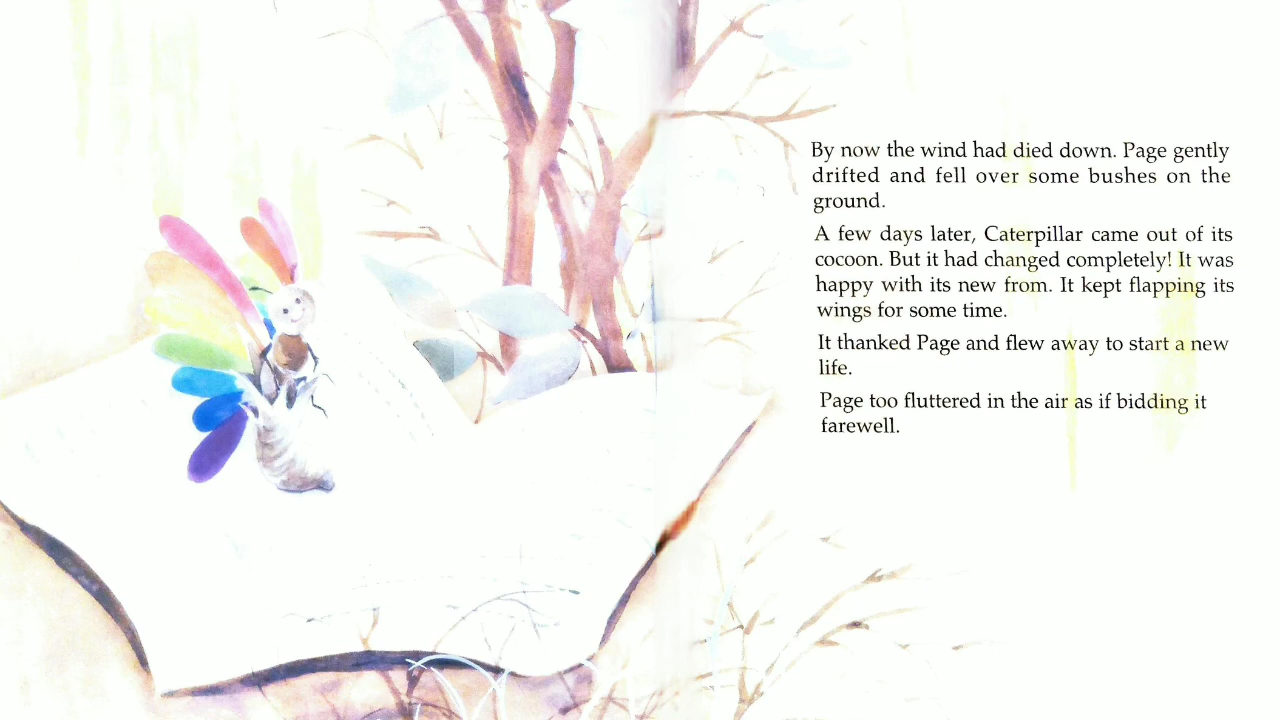 By now the wind had died down. Page gently
drifted and fell over some bushes on the
ground.
A few days later, Caterpillar came out of its
cocoon. But it had changed completely! It was
happy with its new from. It kept flapping its
wings for some time.
It thanked Page and flew away to start a new
life.
Page too fluttered in the air as if bidding it
farewell.